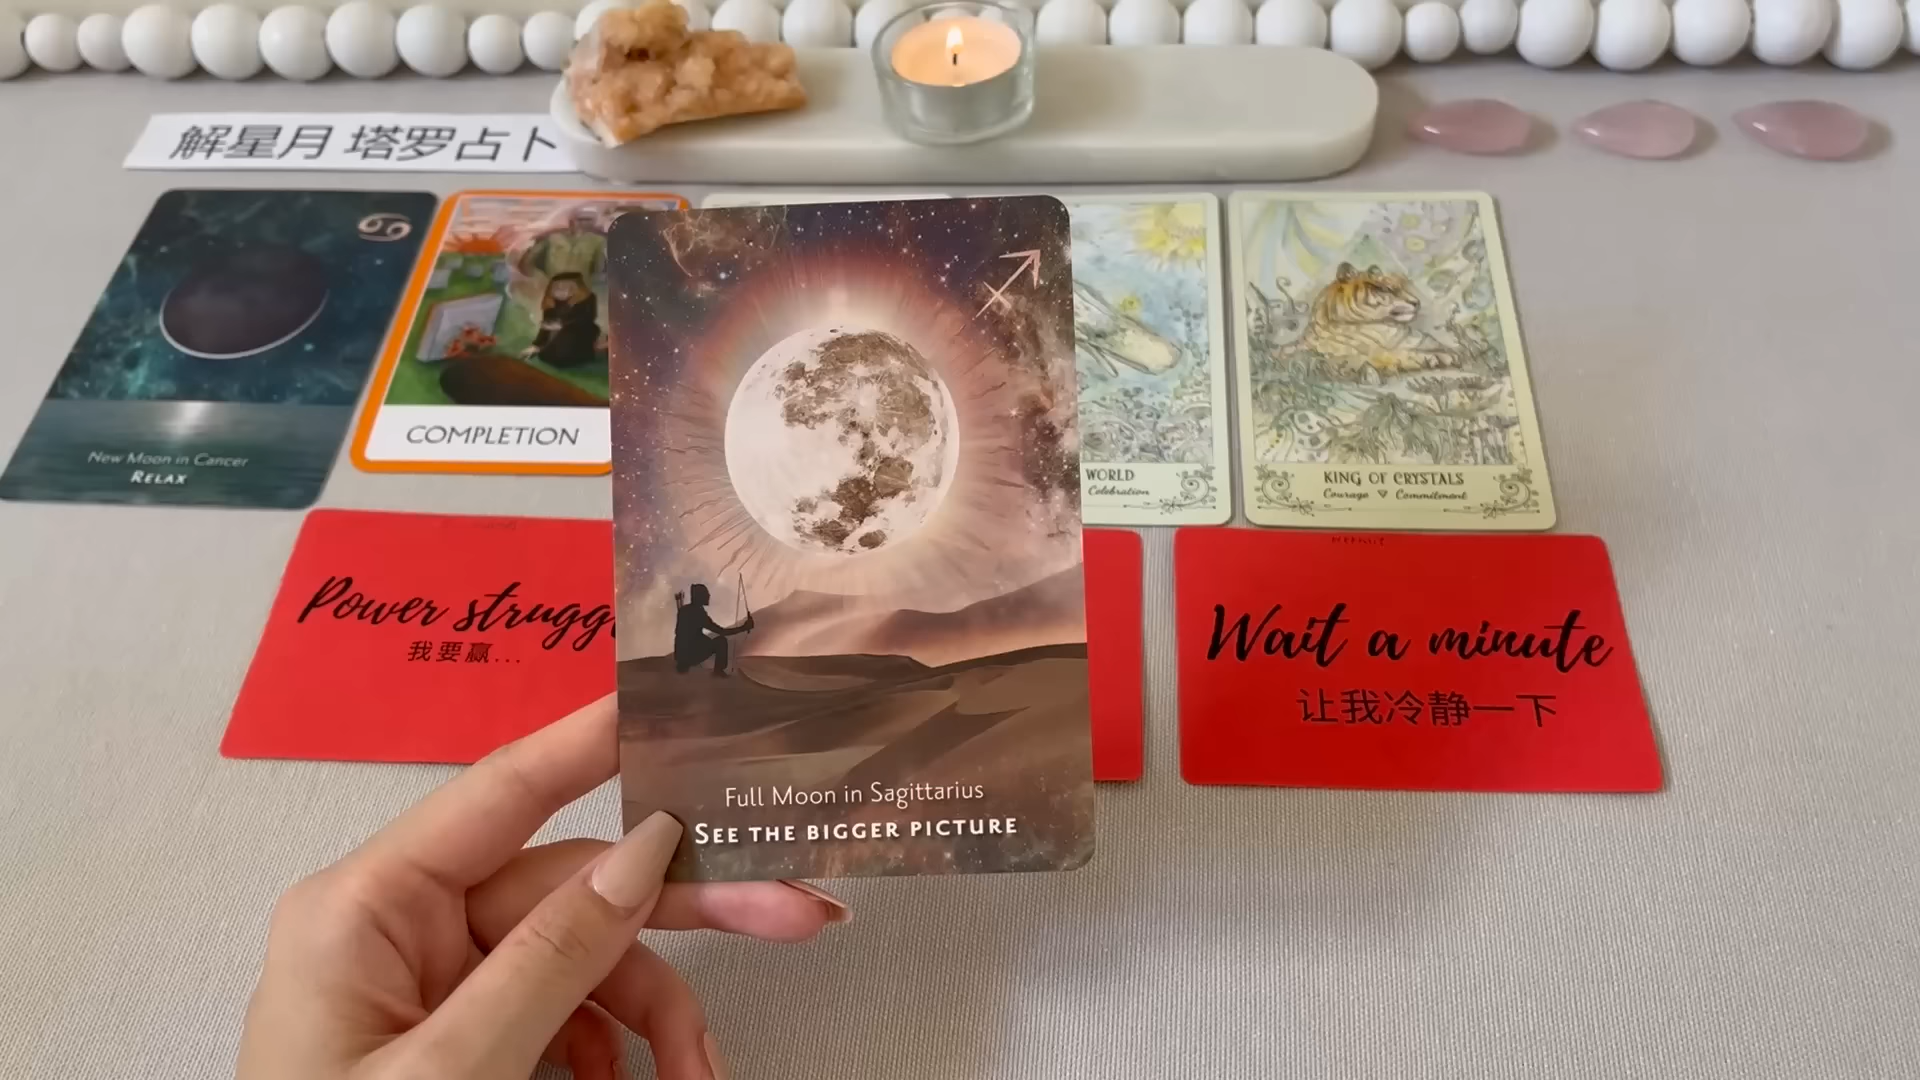 解星月 塔罗占卜
New Moon in Cancer
RELAX
COMPLETION
Full Moon in Sagittarius
SEE THE BIGGER PICTURE
WORLD
Celebration
KING OF CRYSTALS
Courage ▽ Commitment
Power strugg
我要赢...
Wait a minute
让我冷静一下